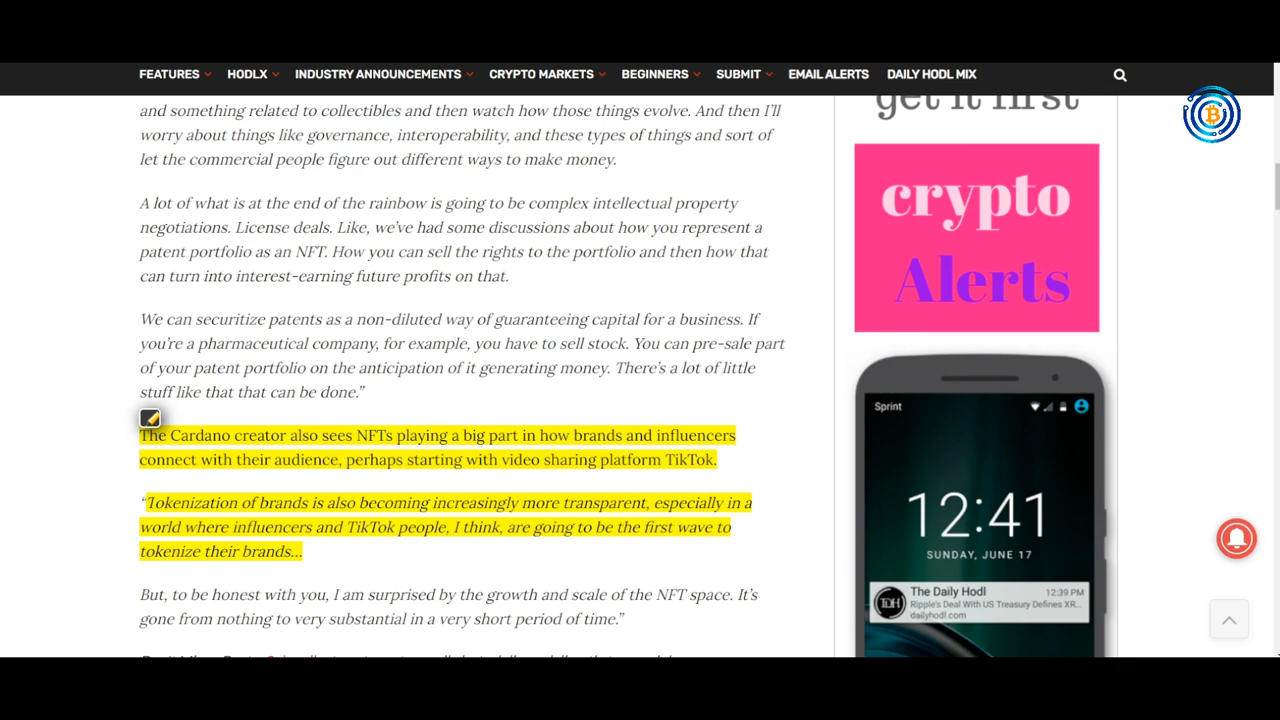 FEATURES HODLX INDUSTRY ANNOUNCEMENTS CRYPTO MARKETS BEGINNERS SUBMIT EMAIL ALERTS DAILY HODL MIX
and something related to collectibles and then watch how those things evolve. And then I'll
worry about things like governance, interoperability, and these types of things and sort of
let the commercial people figure out different ways to make money.
A lot of what is at the end of the rainbow is going to be complex intellectual property
negotiations. License deals. Like, we've had some discussions about how you represent a
patent portfolio as an NFT. How you can sell the rights to the portfolio and then how that
can turn into interest-earning future profits on that.
We can securitize patents as a non-diluted way of guaranteeing capital for a business. If
you're a pharmaceutical company, for example, you have to sell stock. You can pre-sale part
of your patent portfolio on the anticipation of it generating money. There's a lot of little
stuff like that that can be done."
The Cardano creator also sees NFTs playing a big part in how brands and influencers
connect with their audience, perhaps starting with video sharing platform TikTok.
"Tokenization of brands is also becoming increasingly more transparent, especially in a
world where influencers and TikTok people, I think, are going to be the first wave to
tokenize their brands…
But, to be honest with you, I am surprised by the growth and scale of the NFT space. It's
gone from nothing to very substantial in a very short period of time."
get it first
crypto
Alerts
Sprint
12:41
SUNDAY, JUNE 17
TDH
The Daily Hodl 12:39 PM
Ripple's Deal With US Treasury Defines XR...
dailyhodl.com